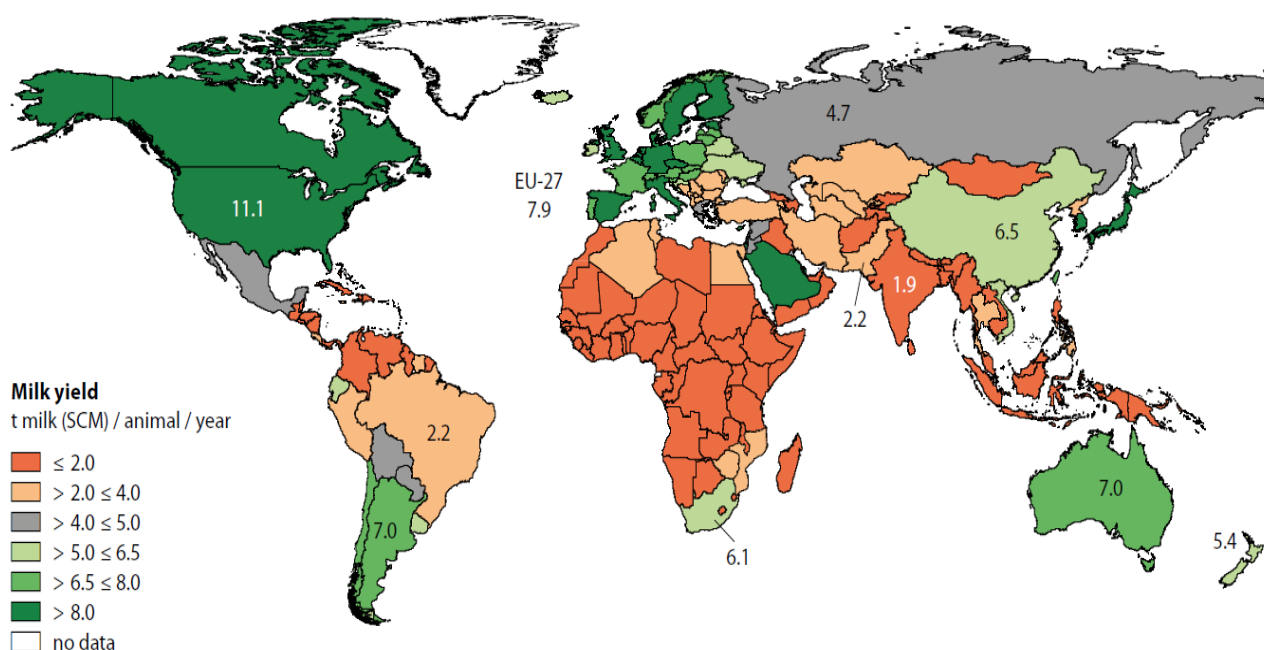 4.7
EU-27
7.9
11.1
6.5
1.9
2.2
Milk yield
t milk (SCM) / animal / year
≤ 2.0
> 2.0 ≤ 4.0
> 4.0 ≤ 5.0
> 5.0 ≤ 6.5
> 6.5 ≤ 8.0
> 8.0
no data
2.2
7.0
6.1
7.0
5.4